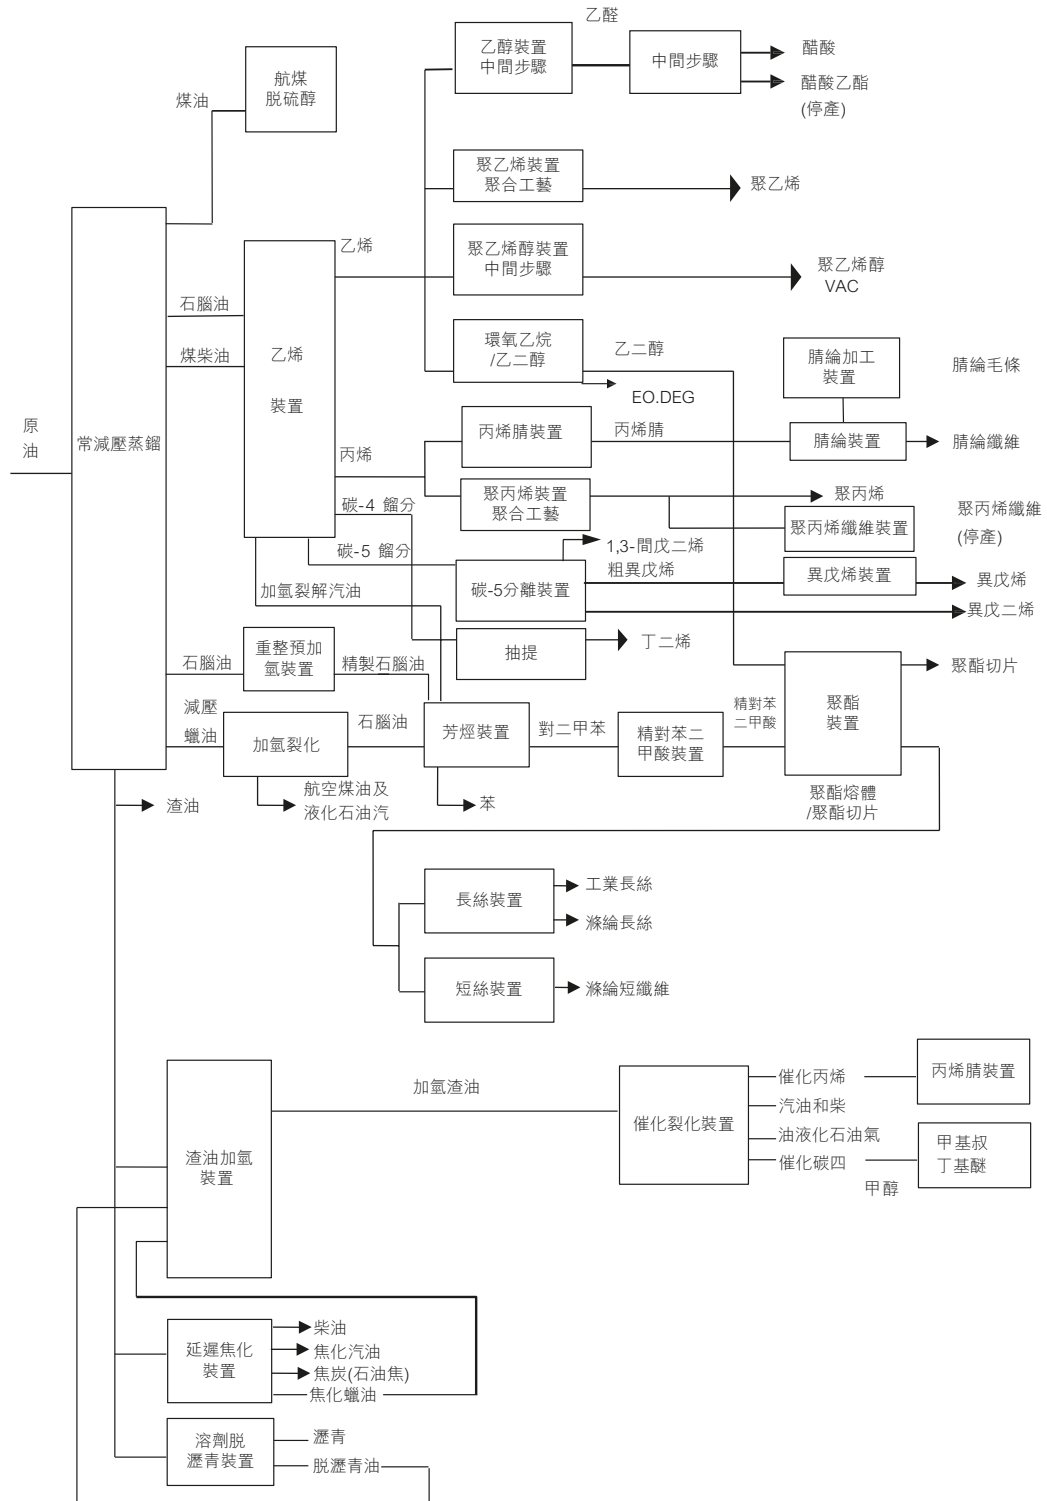 乙醛
乙醇裝置
中間步驟
中間步驟
醋酸
醋酸乙酯
(停產)
航煤
脱硫醇
煤油
聚乙烯裝置
聚合工藝
聚乙烯
乙烯
聚乙烯醇裝置
中間步驟
聚乙烯醇
VAC
石腦油
煤柴油
乙烯
裝置
環氧乙烷
/乙二醇
乙二醇
EO.DEG
腈綸加工
裝置
腈綸毛條
原
油
常減壓蒸鎦
丙烯
丙烯腈裝置
丙烯腈
腈綸裝置
腈綸纖維
聚丙烯裝置
聚合工藝
聚丙烯
聚丙烯纖維裝置
聚丙烯纖維
(停產)
碳-4 餾分
碳-5 餾分
1,3-間戊二烯
粗異戊烯
碳-5分離裝置
異戊烯裝置
異戊烯
異戊二烯
加氫裂解汽油
抽提
丁二烯
石腦油
重整預加
氫裝置
精製石腦油
聚酯
裝置
聚酯切片
減壓
蠟油
加氫裂化
石腦油
芳烴裝置
對二甲苯
精對苯二
甲酸裝置
精對苯
二甲酸
渣油
航空煤油及
液化石油汽
苯
聚酯熔體
/聚酯切片
長絲裝置
工業長絲
滌綸長絲
短絲裝置
滌綸短纖維
渣油加氫
裝置
加氫渣油
催化裂化裝置
催化丙烯
丙烯腈裝置
汽油和柴
油液化石油氣
催化碳四
甲醇
甲基叔
丁基醚
延遲焦化
裝置
柴油
焦化汽油
焦炭(石油焦)
焦化蠟油
溶劑脱
瀝青裝置
瀝青
脱瀝青油